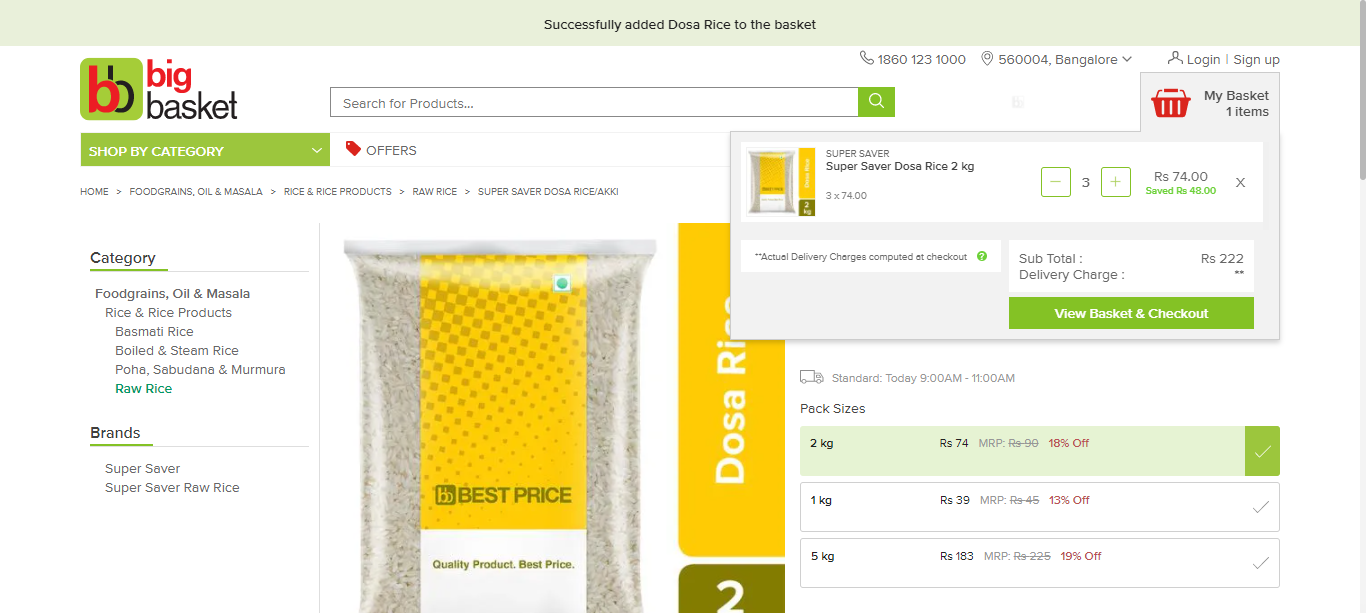 Successfully added Dosa Rice to the basket
1860 123 1000
560004, Bangalore
Login | Sign up
bb big basket
Search for Products...
My Basket
1 items
SHOP BY CATEGORY
OFFERS
SUPER SAVER
Super Saver Dosa Rice 2 kg
3 x 74.00
3
Rs 74.00
Saved Rs 48.00
X
HOME > FOODGRAINS, OIL & MASALA > RICE & RICE PRODUCTS > RAW RICE > SUPER SAVER DOSA RICE/AKKI
**Actual Delivery Charges computed at checkout ?
Sub Total : Rs 222
Delivery Charge : **
View Basket & Checkout
Category
Foodgrains, Oil & Masala
Rice & Rice Products
Basmati Rice
Boiled & Steam Rice
Poha, Sabudana & Murmura
Raw Rice
Brands
Super Saver
Super Saver Raw Rice
bb BEST PRICE
Quality Product. Best Price.
Dosa Rice
2
Standard: Today 9:00AM - 11:00AM
Pack Sizes
2 kg Rs 74 MRP: Rs 90 18% Off
1 kg Rs 39 MRP: Rs 45 13% Off
5 kg Rs 183 MRP: Rs 225 19% Off